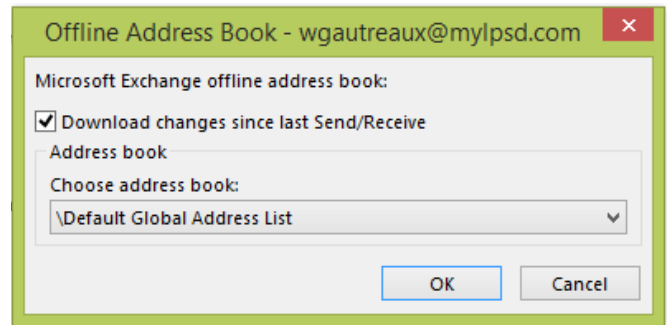 Offline Address Book - wgautreaux@mylpsd.com
Microsoft Exchange offline address book:
Download changes since last Send/Receive
Address book
Choose address book:
\Default Global Address List
OK Cancel